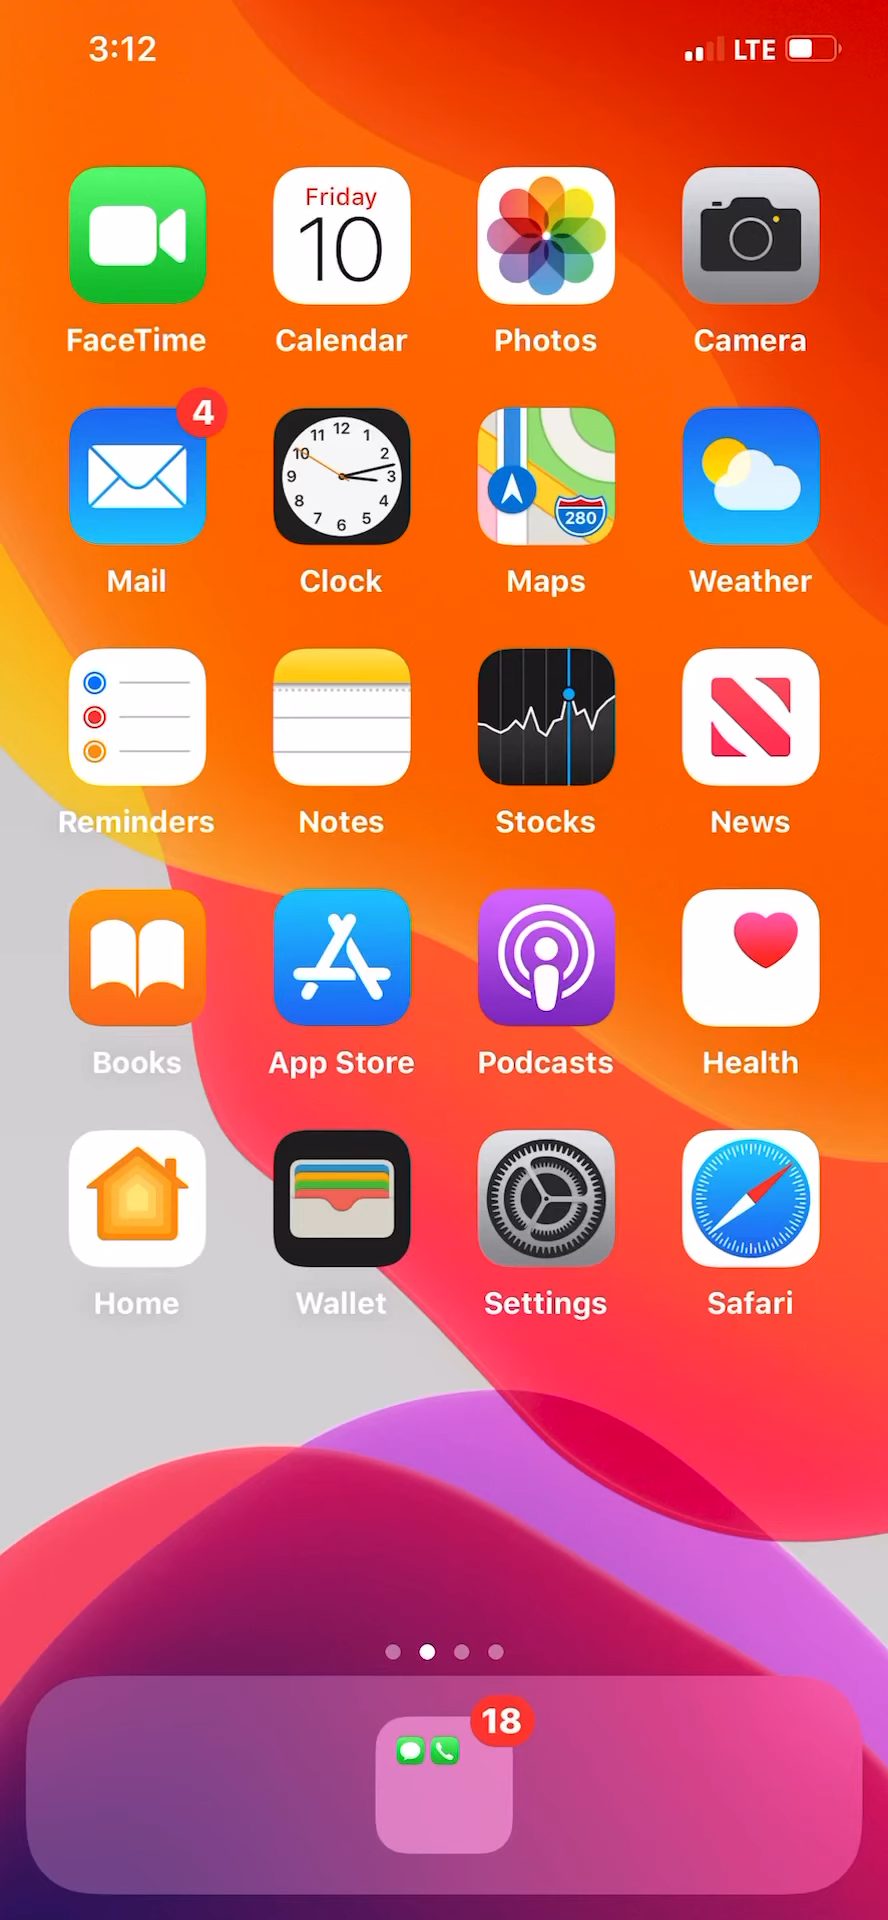 3:12 LTE
Friday
10
FaceTime Calendar Photos Camera
4
12
11 1
10 2
9 3
8 4
7 5
6
280
Mail Clock Maps Weather
Reminders Notes Stocks News
Books App Store Podcasts Health
Home Wallet Settings Safari
18